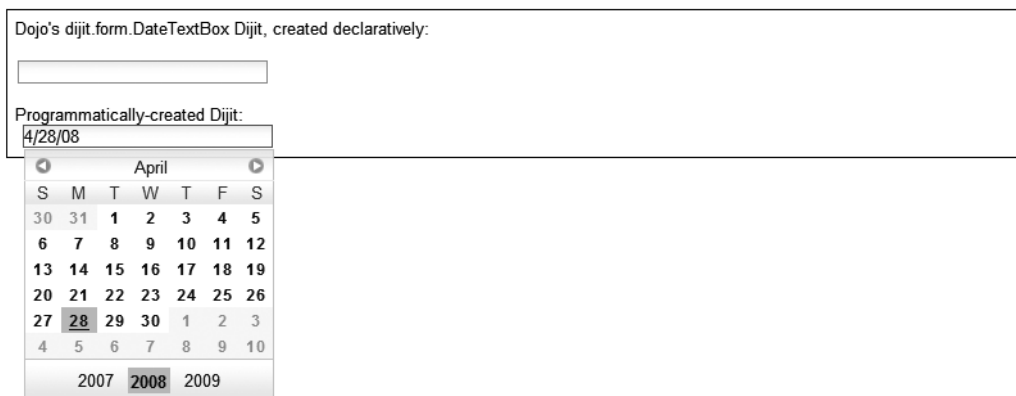 Dojo's dijit.form.DateTextBox Dijit, created declaratively:
Programmatically-created Dijit:
4/28/08
April
S M T W T F S
30 31 1 2 3 4 5
6 7 8 9 10 11 12
13 14 15 16 17 18 19
20 21 22 23 24 25 26
27 28 29 30 1 2 3
4 5 6 7 8 9 10
2007 2008 2009